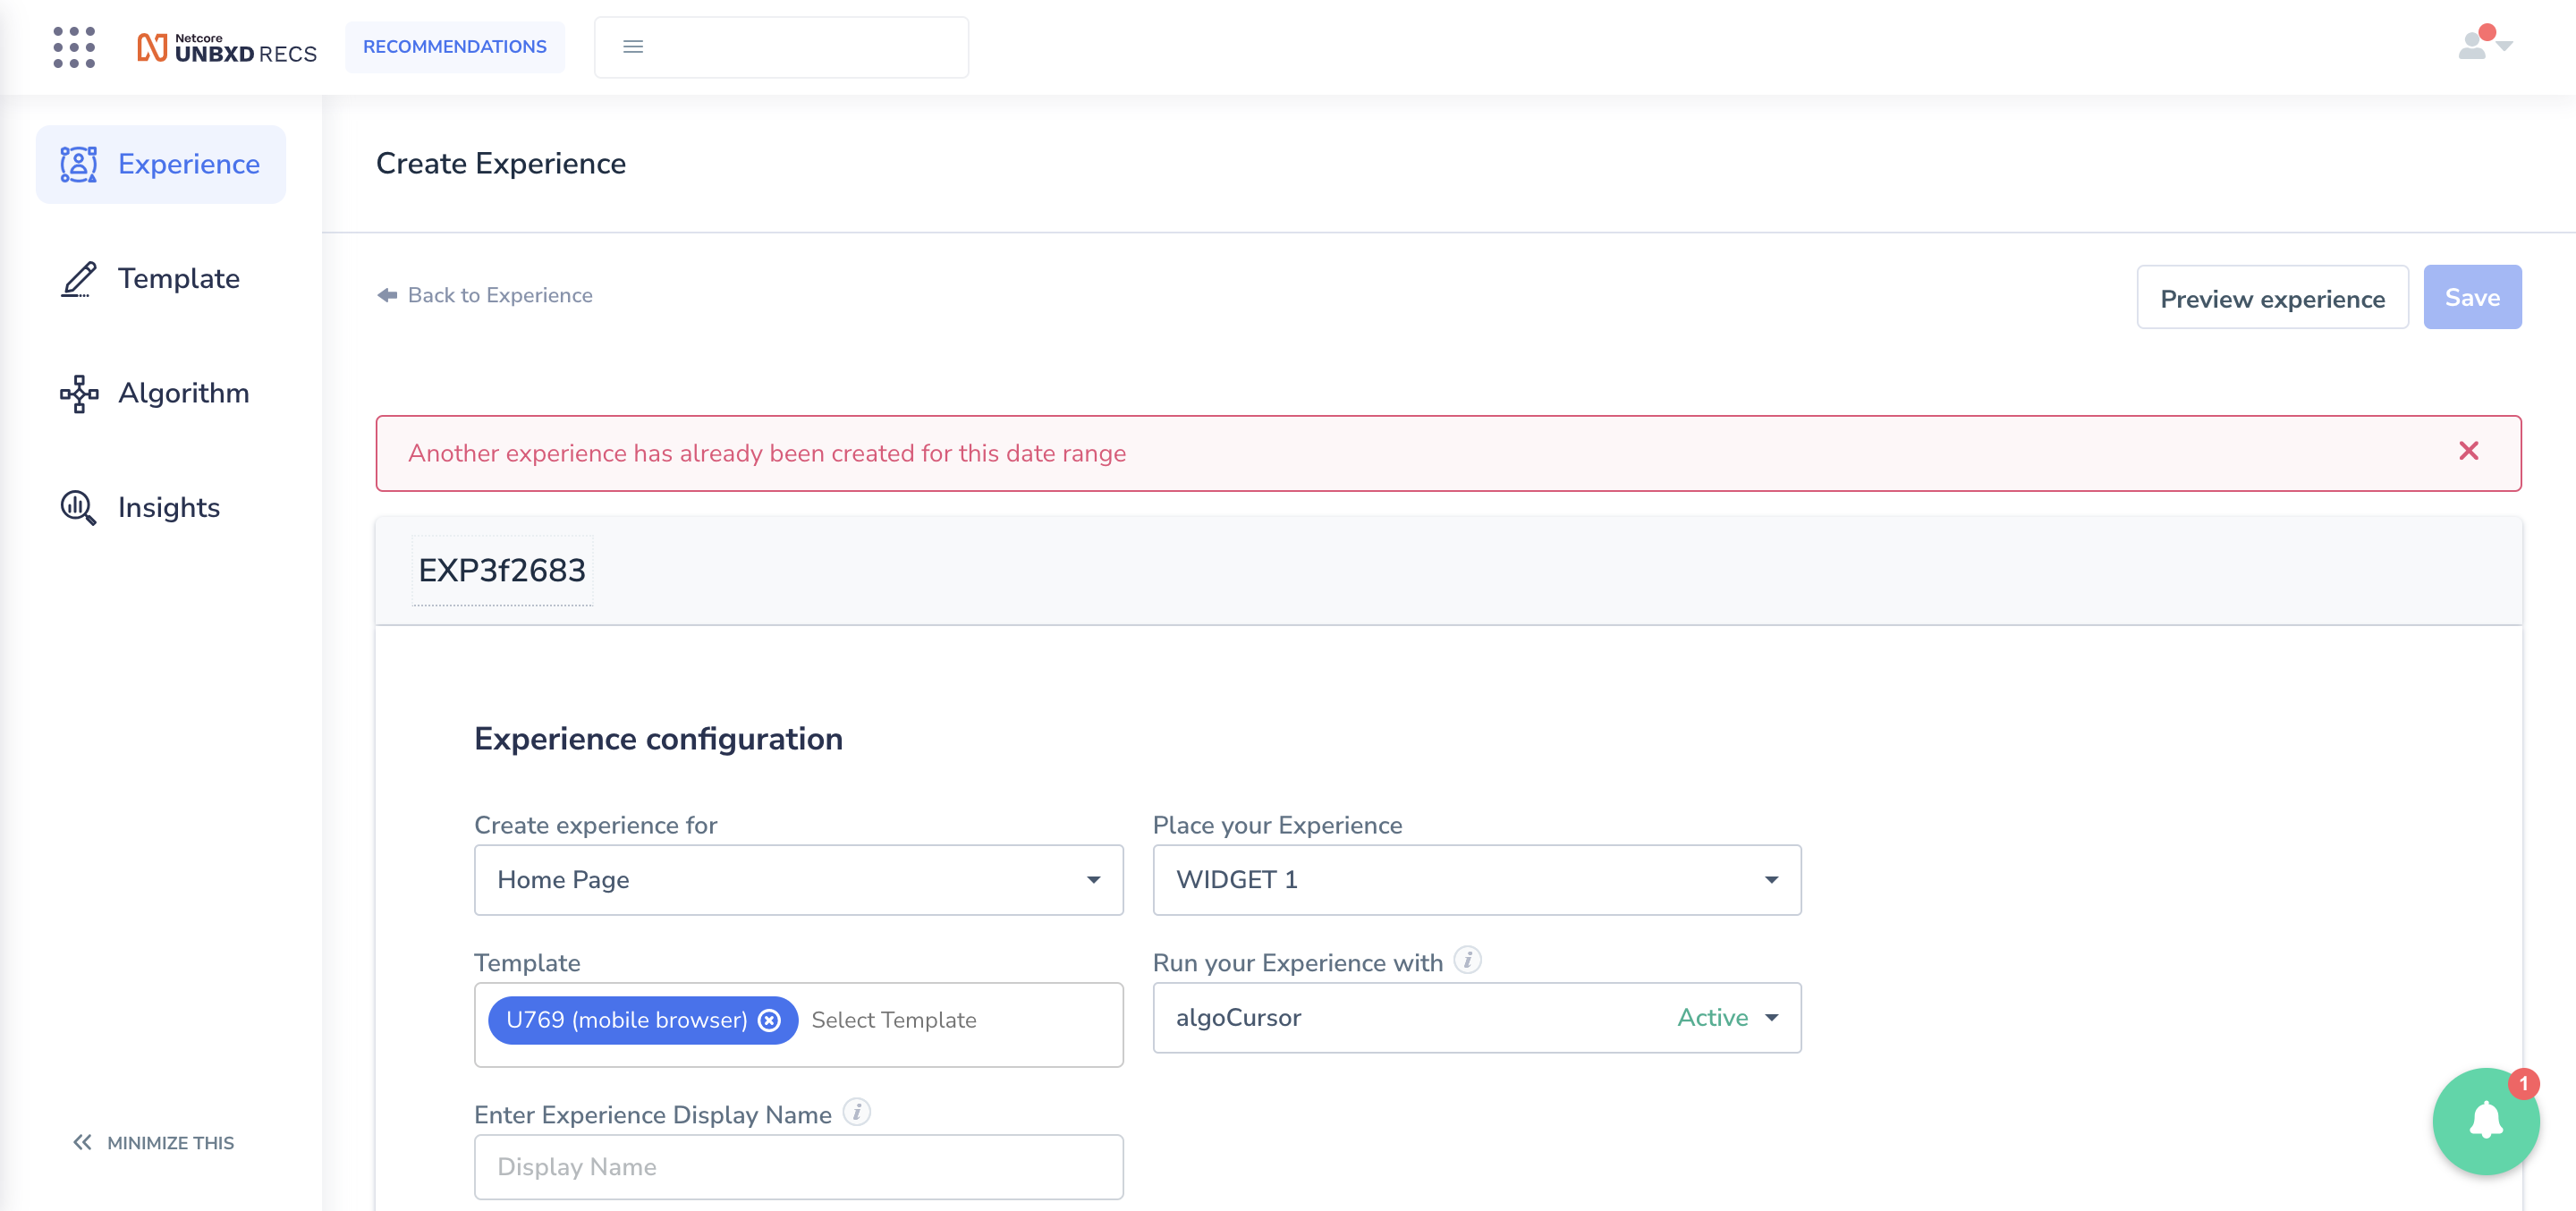 Netcore
UNBXD RECS
RECOMMENDATIONS
Experience
Template
Algorithm
Insights
MINIMIZE THIS
Create Experience
Back to Experience
Preview experience
Save
Another experience has already been created for this date range
EXP3f2683
Experience configuration
Create experience for
Place your Experience
Home Page
WIDGET 1
Template
Run your Experience with i
U769 (mobile browser) Select Template
algoCursor Active
Enter Experience Display Name i
Display Name
1